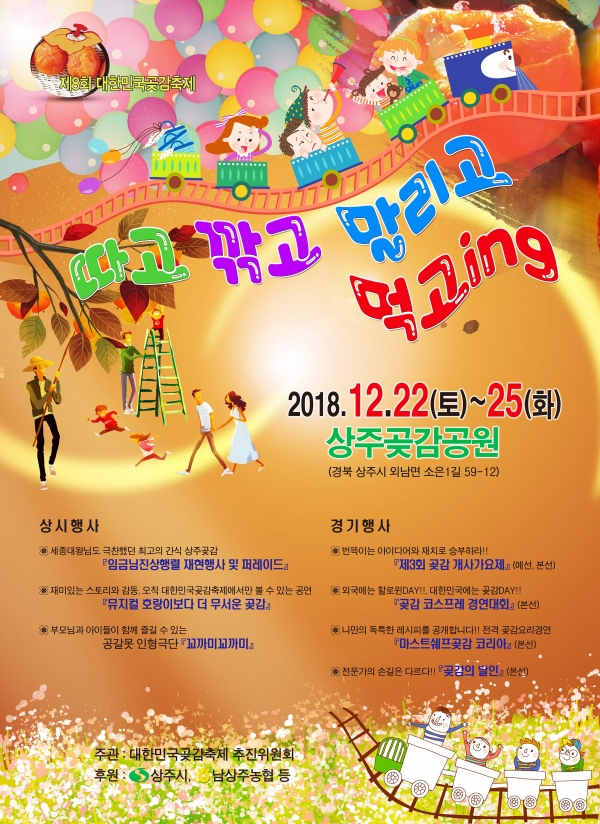 제8회 대한민국곶감축제
따고 깎고 말리고
먹고ing
2018.12.22(토)~25(화)
상주곶감공원
(경북 상주시 외남면 소은1길 59-12)
상시행사
◉ 세종대왕님도 극찬했던 최고의 간식 상주곶감
『임금님진상행렬 재현행사 및 퍼레이드』
◉ 재미있는 스토리와 감동, 오직 대한민국곶감축제에서만 볼 수 있는 공연
『뮤지컬 호랑이보다 더 무서운 곶감』
◉ 부모님과 아이들이 함께 즐길 수 있는
공갈못 인형극단 『꼬까미꼬까미』
경기행사
◉ 번뜩이는 아이디어와 재치로 승부하라!!
『제3회 곶감 개사가요제』 (예선, 본선)
◉ 외국에는 할로윈DAY!!, 대한민국에는 곶감DAY!!
『곶감 코스프레 경연대회』 (본선)
◉ 나만의 독특한 레시피를 공개합니다!! 전격 곶감요리경연
『마스트쉐프곶감 코리아』 (본선)
◉ 전문가의 손길은 다르다!! 『곶감의 달인』 (본선)
주관 : 대한민국곶감축제 추진위원회
후원 : 상주시, 남상주농협 등